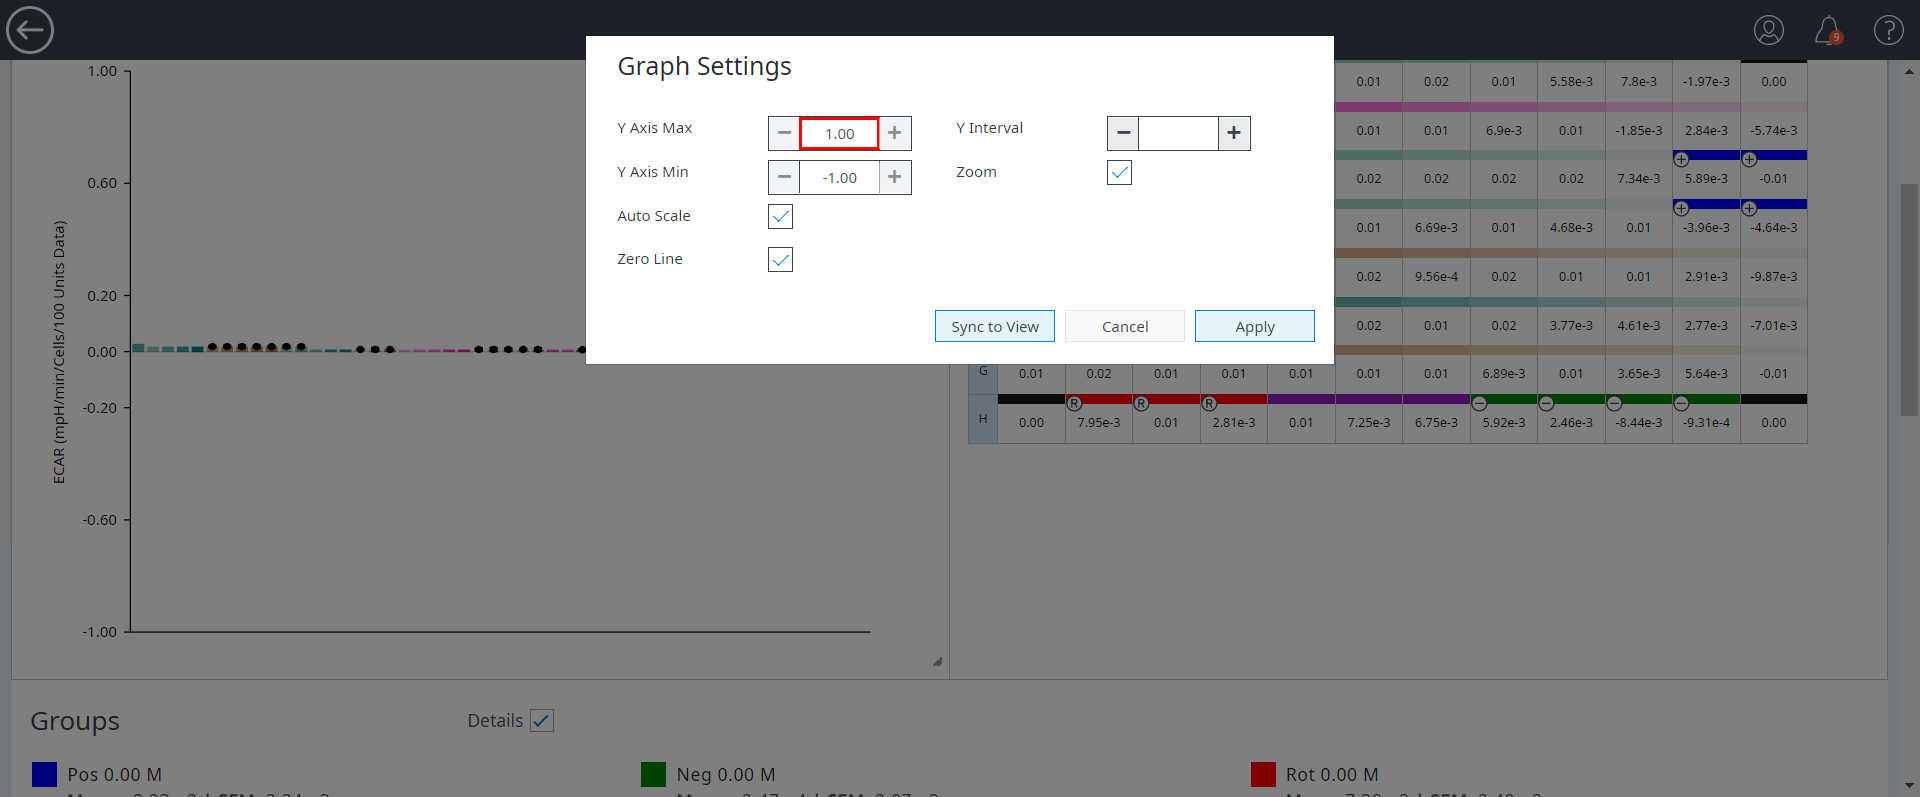 9
Graph Settings
Y Axis Max
1.00
Y Interval
Y Axis Min
-1.00
Zoom
Auto Scale
Zero Line
Sync to View
Cancel
Apply
1.00
0.60
0.20
0.00
-0.20
-0.60
-1.00
ECAR (mpH/min/Cells/100 Units Data)
0.01 0.02 0.01 5.58e-3 7.8e-3 -1.97e-3 0.00
0.01 0.01 6.9e-3 0.01 -1.85e-3 2.84e-3 -5.74e-3
0.02 0.02 0.02 0.02 7.34e-3 5.89e-3 -0.01
0.01 6.69e-3 0.01 4.68e-3 0.01 -3.96e-3 -4.64e-3
0.02 9.56e-4 0.02 0.01 0.01 2.91e-3 -9.87e-3
0.02 0.01 0.02 3.77e-3 4.61e-3 2.77e-3 -7.01e-3
G 0.01 0.02 0.01 0.01 0.01 0.01 0.01 6.89e-3 0.01 3.65e-3 5.64e-3 -0.01
R R R
H 0.00 7.95e-3 0.01 2.81e-3 0.01 7.25e-3 6.75e-3 5.92e-3 2.46e-3 -8.44e-3 -9.31e-4 0.00
Groups
Details
Pos 0.00 M
Neg 0.00 M
Rot 0.00 M